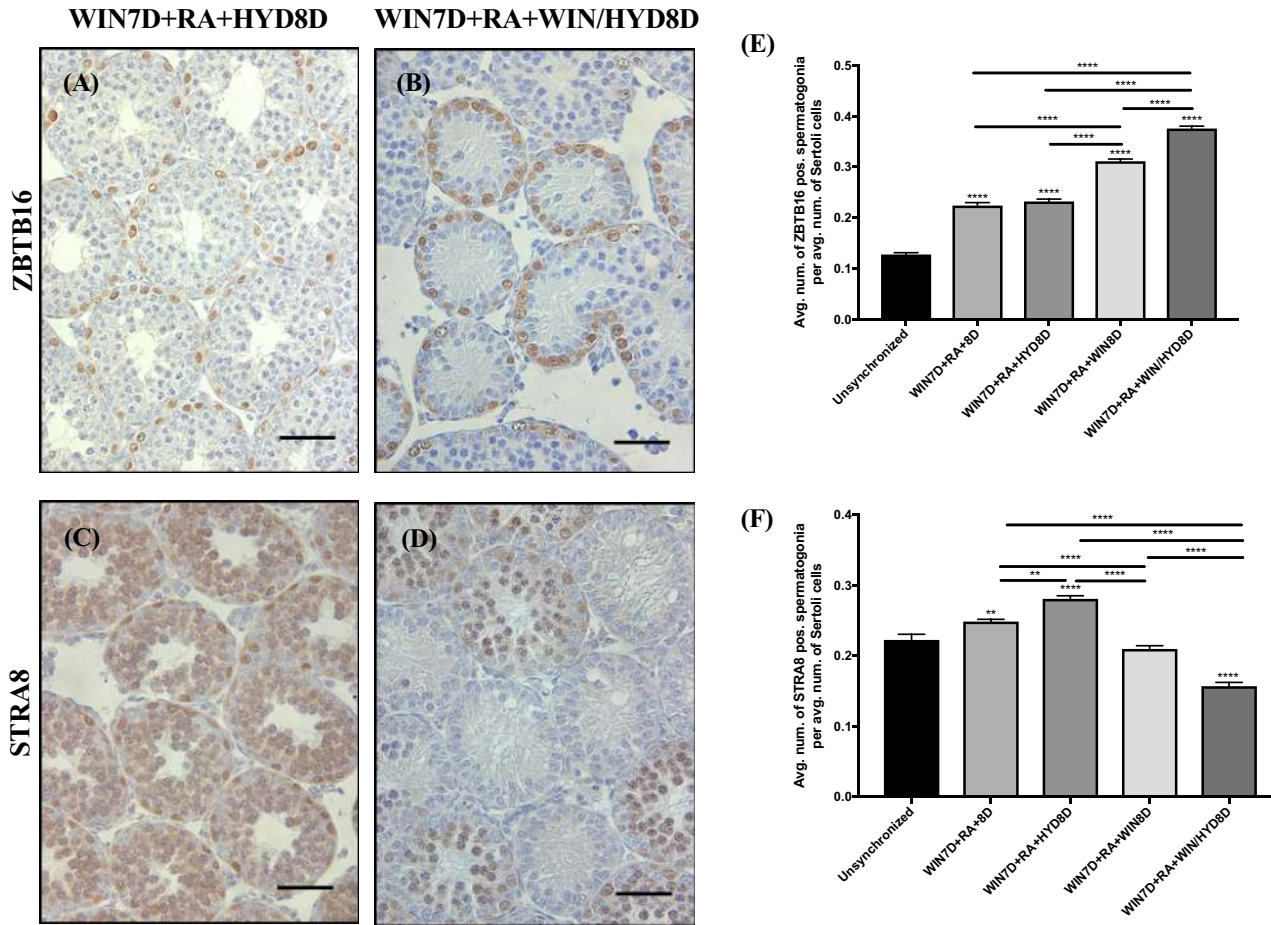 WIN7D+RA+HYD8D
WIN7D+RA+WIN/HYD8D
ZBTB16
(A)
(B)
STRA8
(C)
(D)
(E)
Avg. num. of ZBTB16 pos. spermatogonia
per avg. num. of Sertoli cells
0.5
0.4
0.3
0.2
0.1
0.0
****
****
****
****
****
****
****
****
****
Unsynchronized
WIN7D+RA+8D
WIN7D+RA+HYD8D
WIN7D+RA+WIN8D
WIN7D+RA+WIN/HYD8D
(F)
Avg. num. of STRA8 pos. spermatogonia
per avg. num. of Sertoli cells
0.4
0.3
0.2
0.1
0.0
****
****
****
****
**
****
****
**
****
Unsynchronized
WIN7D+RA+8D
WIN7D+RA+HYD8D
WIN7D+RA+WIN8D
WIN7D+RA+WIN/HYD8D